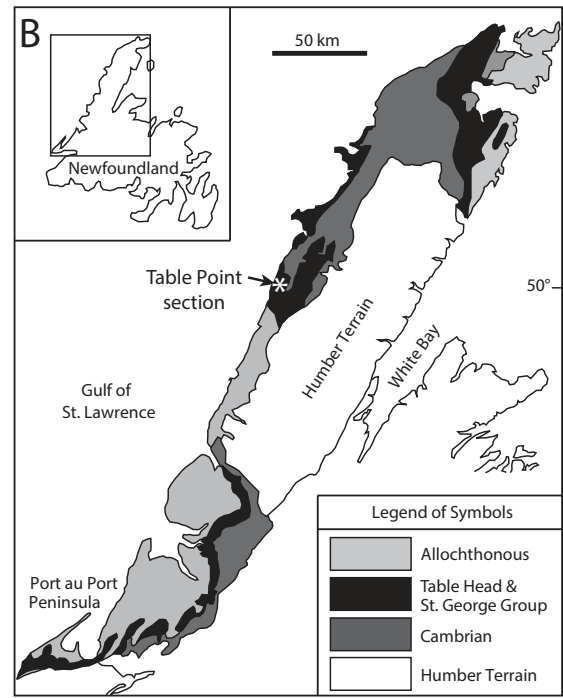 B
50 km
Newfoundland
Table Point
section
*
50°
Humber Terrain
White Bay
Gulf of
St. Lawrence
Port au Port
Peninsula
Legend of Symbols
Allochthonous
Table Head &
St. George Group
Cambrian
Humber Terrain